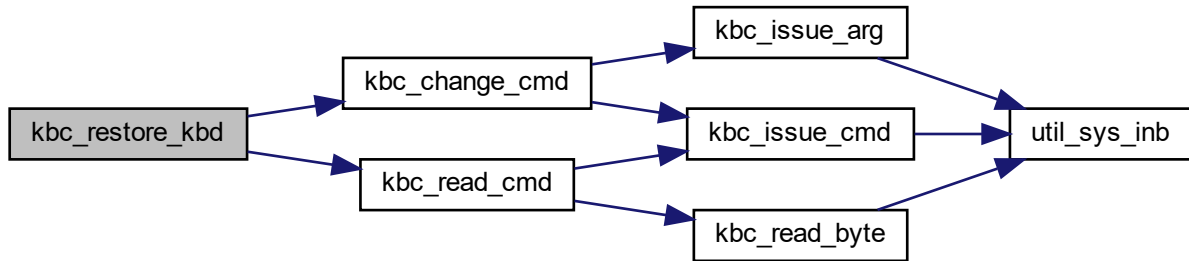 kbc_restore_kbd
kbc_change_cmd
kbc_read_cmd
kbc_issue_arg
kbc_issue_cmd
kbc_read_byte
util_sys_inb